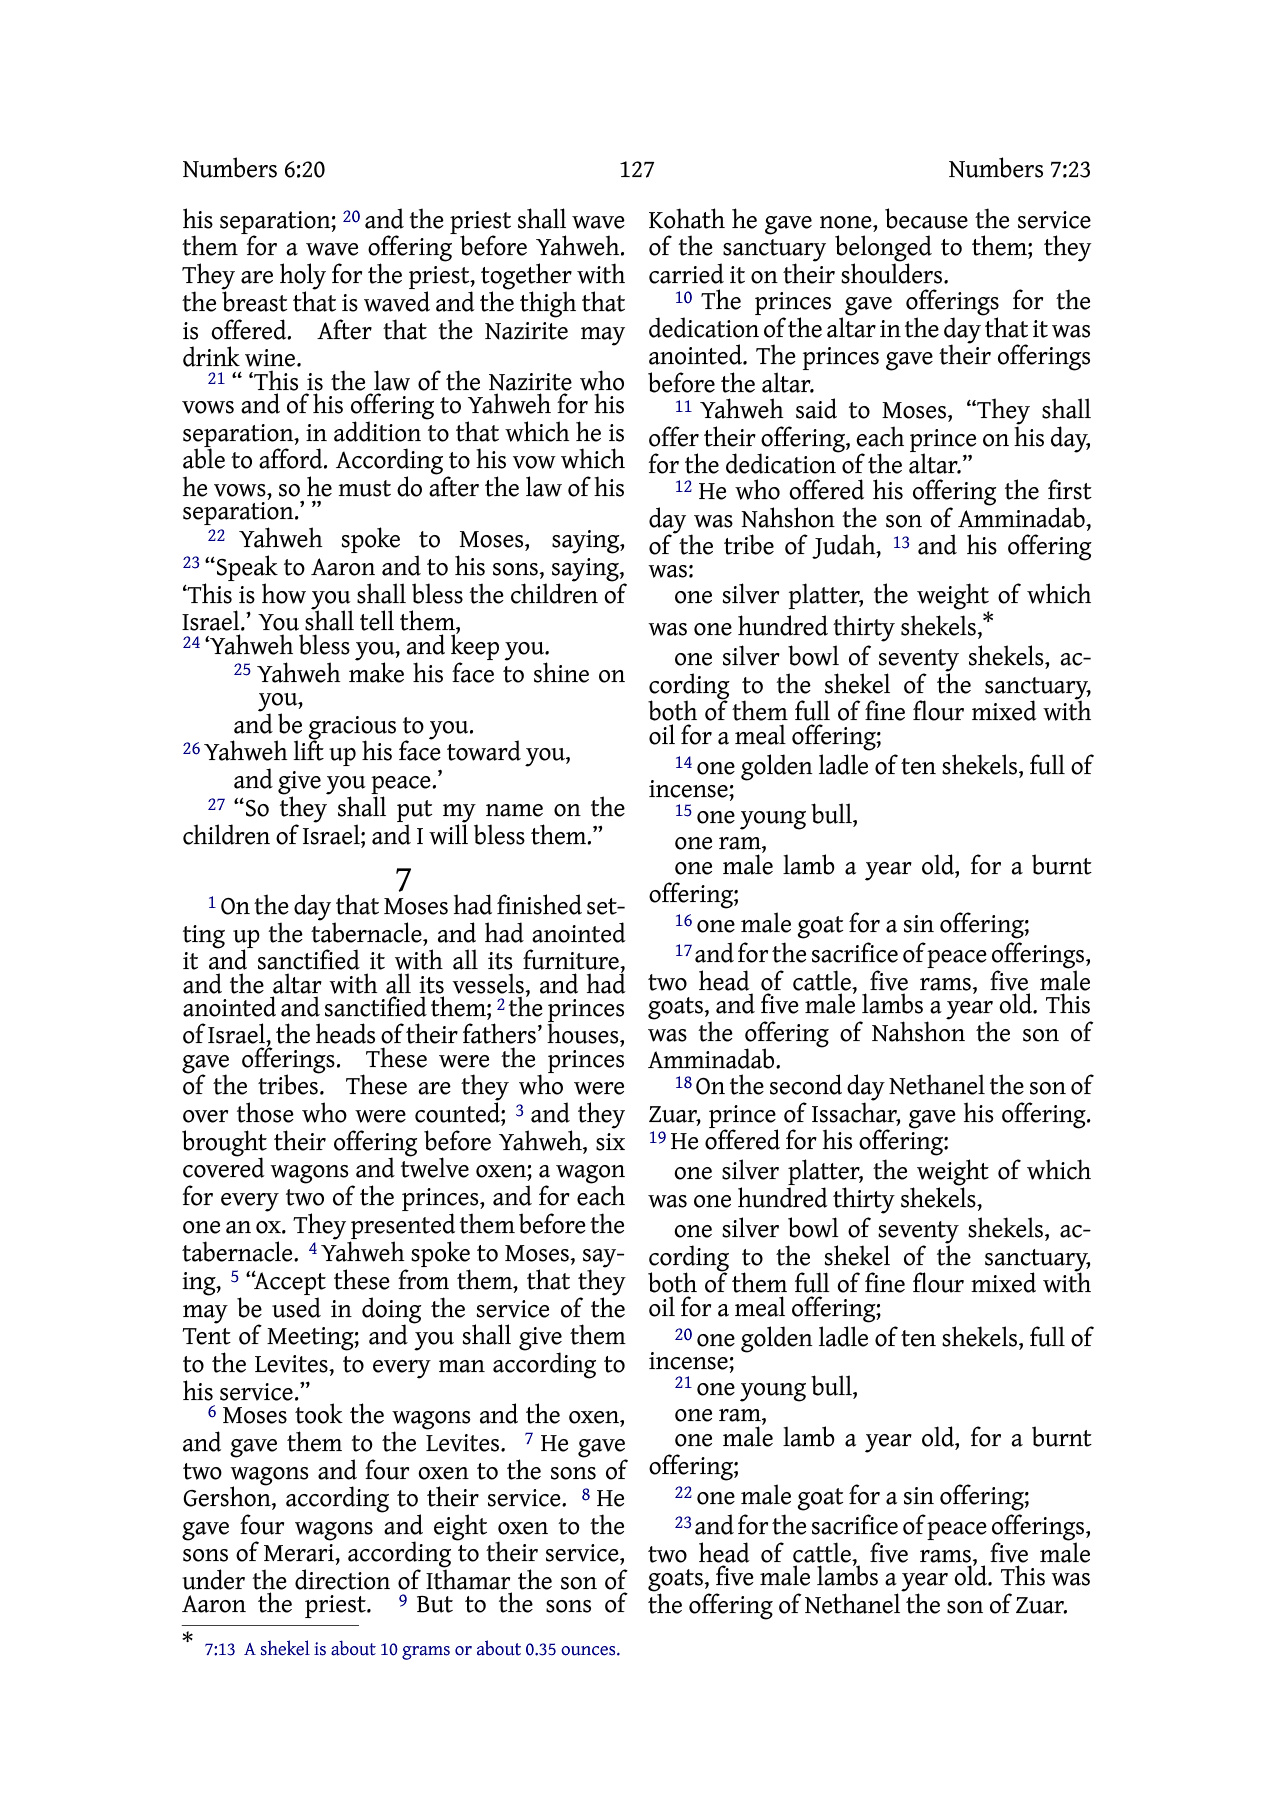 Numbers 6:20 127 Numbers 7:23
his separation; 20 and the priest shall wave
them for a wave offering before Yahweh.
They are holy for the priest, together with
the breast that is waved and the thigh that
is offered. After that the Nazirite may
drink wine.
21 “ ‘This is the law of the Nazirite who
vows and of his offering to Yahweh for his
separation, in addition to that which he is
able to afford. According to his vow which
he vows, so he must do after the law of his
separation.’ ”
22 Yahweh spoke to Moses, saying,
23 “Speak to Aaron and to his sons, saying,
‘This is how you shall bless the children of
Israel.’ You shall tell them,
24 ‘Yahweh bless you, and keep you.
25 Yahweh make his face to shine on
you,
and be gracious to you.
26 Yahweh lift up his face toward you,
and give you peace.’
27 “So they shall put my name on the
children of Israel; and I will bless them.”
7
1 On the day that Moses had finished set-
ting up the tabernacle, and had anointed
it and sanctified it with all its furniture,
and the altar with all its vessels, and had
anointed and sanctified them; 2 the princes
of Israel, the heads of their fathers’ houses,
gave offerings. These were the princes
of the tribes. These are they who were
over those who were counted; 3 and they
brought their offering before Yahweh, six
covered wagons and twelve oxen; a wagon
for every two of the princes, and for each
one an ox. They presented them before the
tabernacle. 4 Yahweh spoke to Moses, say-
ing, 5 “Accept these from them, that they
may be used in doing the service of the
Tent of Meeting; and you shall give them
to the Levites, to every man according to
his service.”
6 Moses took the wagons and the oxen,
and gave them to the Levites. 7 He gave
two wagons and four oxen to the sons of
Gershon, according to their service. 8 He
gave four wagons and eight oxen to the
sons of Merari, according to their service,
under the direction of Ithamar the son of
Aaron the priest. 9 But to the sons of
Kohath he gave none, because the service
of the sanctuary belonged to them; they
carried it on their shoulders.
10 The princes gave offerings for the
dedication of the altar in the day that it was
anointed. The princes gave their offerings
before the altar.
11 Yahweh said to Moses, “They shall
offer their offering, each prince on his day,
for the dedication of the altar.”
12 He who offered his offering the first
day was Nahshon the son of Amminadab,
of the tribe of Judah, 13 and his offering
was:
one silver platter, the weight of which
was one hundred thirty shekels,*
one silver bowl of seventy shekels, ac-
cording to the shekel of the sanctuary,
both of them full of fine flour mixed with
oil for a meal offering;
14 one golden ladle of ten shekels, full of
incense;
15 one young bull,
one ram,
one male lamb a year old, for a burnt
offering;
16 one male goat for a sin offering;
17 and for the sacrifice of peace offerings,
two head of cattle, five rams, five male
goats, and five male lambs a year old. This
was the offering of Nahshon the son of
Amminadab.
18 On the second day Nethanel the son of
Zuar, prince of Issachar, gave his offering.
19 He offered for his offering:
one silver platter, the weight of which
was one hundred thirty shekels,
one silver bowl of seventy shekels, ac-
cording to the shekel of the sanctuary,
both of them full of fine flour mixed with
oil for a meal offering;
20 one golden ladle of ten shekels, full of
incense;
21 one young bull,
one ram,
one male lamb a year old, for a burnt
offering;
22 one male goat for a sin offering;
23 and for the sacrifice of peace offerings,
two head of cattle, five rams, five male
goats, five male lambs a year old. This was
the offering of Nethanel the son of Zuar.
* 7:13 A shekel is about 10 grams or about 0.35 ounces.